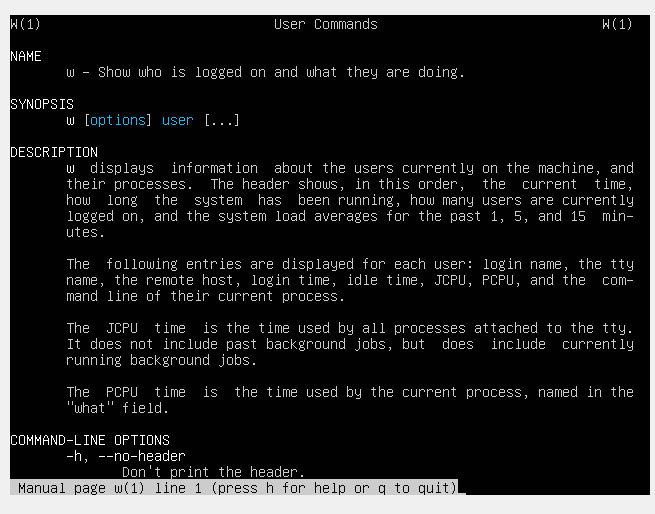 W(1) User Commands W(1)
NAME
w - Show who is logged on and what they are doing.
SYNOPSIS
w [options] user [...]
DESCRIPTION
w displays information about the users currently on the machine, and
their processes. The header shows, in this order, the current time,
how long the system has been running, how many users are currently
logged on, and the system load averages for the past 1, 5, and 15 min-
utes.
The following entries are displayed for each user: login name, the tty
name, the remote host, login time, idle time, JCPU, PCPU, and the com-
mand line of their current process.
The JCPU time is the time used by all processes attached to the tty.
It does not include past background jobs, but does include currently
running background jobs.
The PCPU time is the time used by the current process, named in the
"what" field.
COMMAND-LINE OPTIONS
-h, --no-header
Don't print the header.
Manual page w(1) line 1 (press h for help or q to quit)